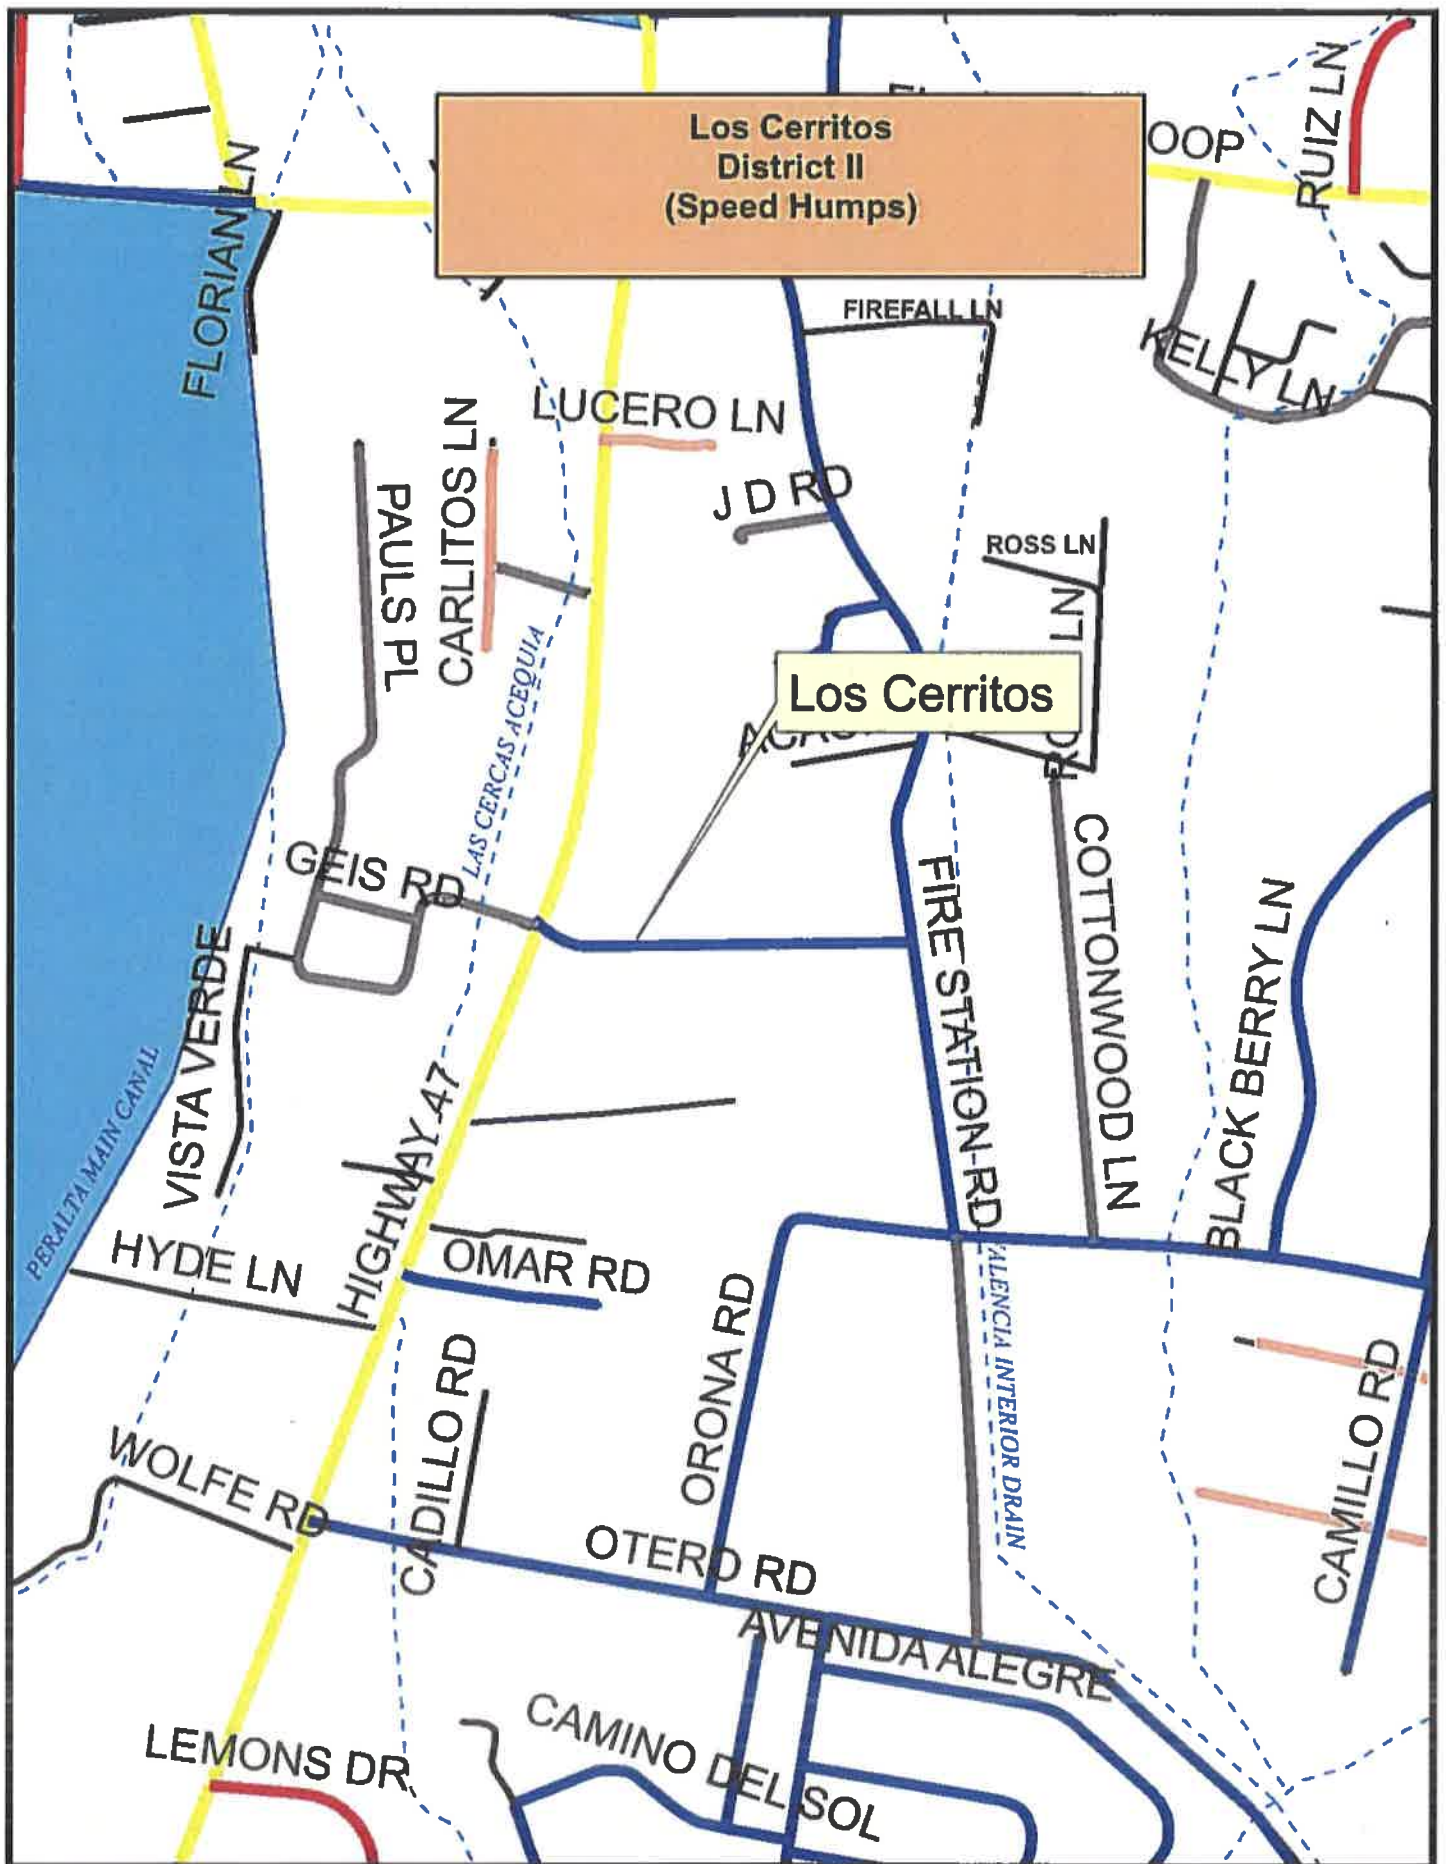 Los Cerritos
District II
(Speed Humps)
OOP
RUIZ LN
FLORIAN LN
FIREFALL LN
KELLY LN
LUCERO LN
CARLITOS LN
PAULS PL
J D RD
ROSS LN
LN
Los Cerritos
LAS CERCAS ACEQUIA
GEIS RD
COTTONWOOD LN
FIRE STATION RD
BLACK BERRY LN
VISTA VERDE
PERALTA MAIN CANAL
HIGHWAY 47
HYDE LN
OMAR RD
ORONA RD
VALENCIA INTERIOR DRAIN
CADILLO RD
CAMILLO RD
WOLFE RD
OTERO RD
AVENIDA ALEGRE
CAMINO DEL SOL
LEMONS DR